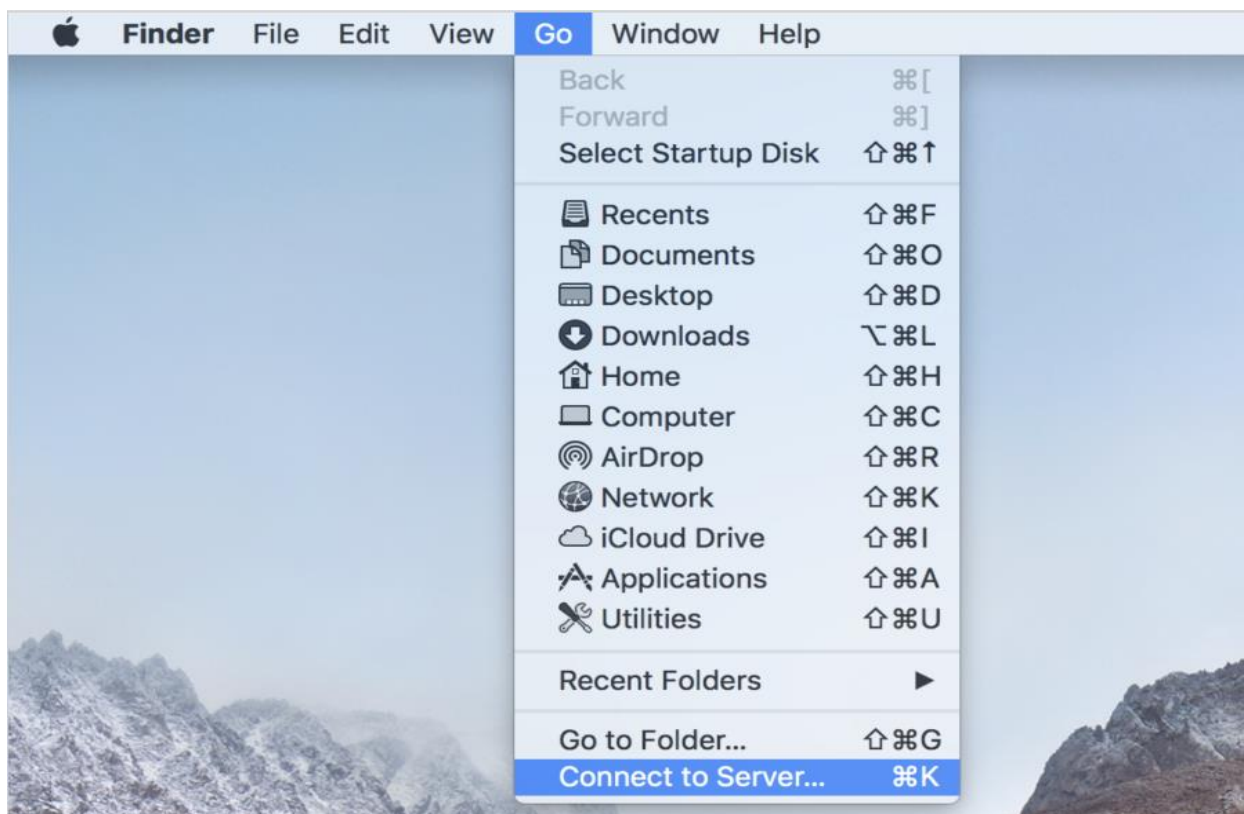 Finder File Edit View Go Window Help
Back ⌘[
Forward ⌘]
Select Startup Disk ⇧⌘↑
Recents ⇧⌘F
Documents ⇧⌘O
Desktop ⇧⌘D
Downloads ⌥⌘L
Home ⇧⌘H
Computer ⇧⌘C
AirDrop ⇧⌘R
Network ⇧⌘K
iCloud Drive ⇧⌘I
Applications ⇧⌘A
Utilities ⇧⌘U
Recent Folders ▶
Go to Folder... ⇧⌘G
Connect to Server... ⌘K